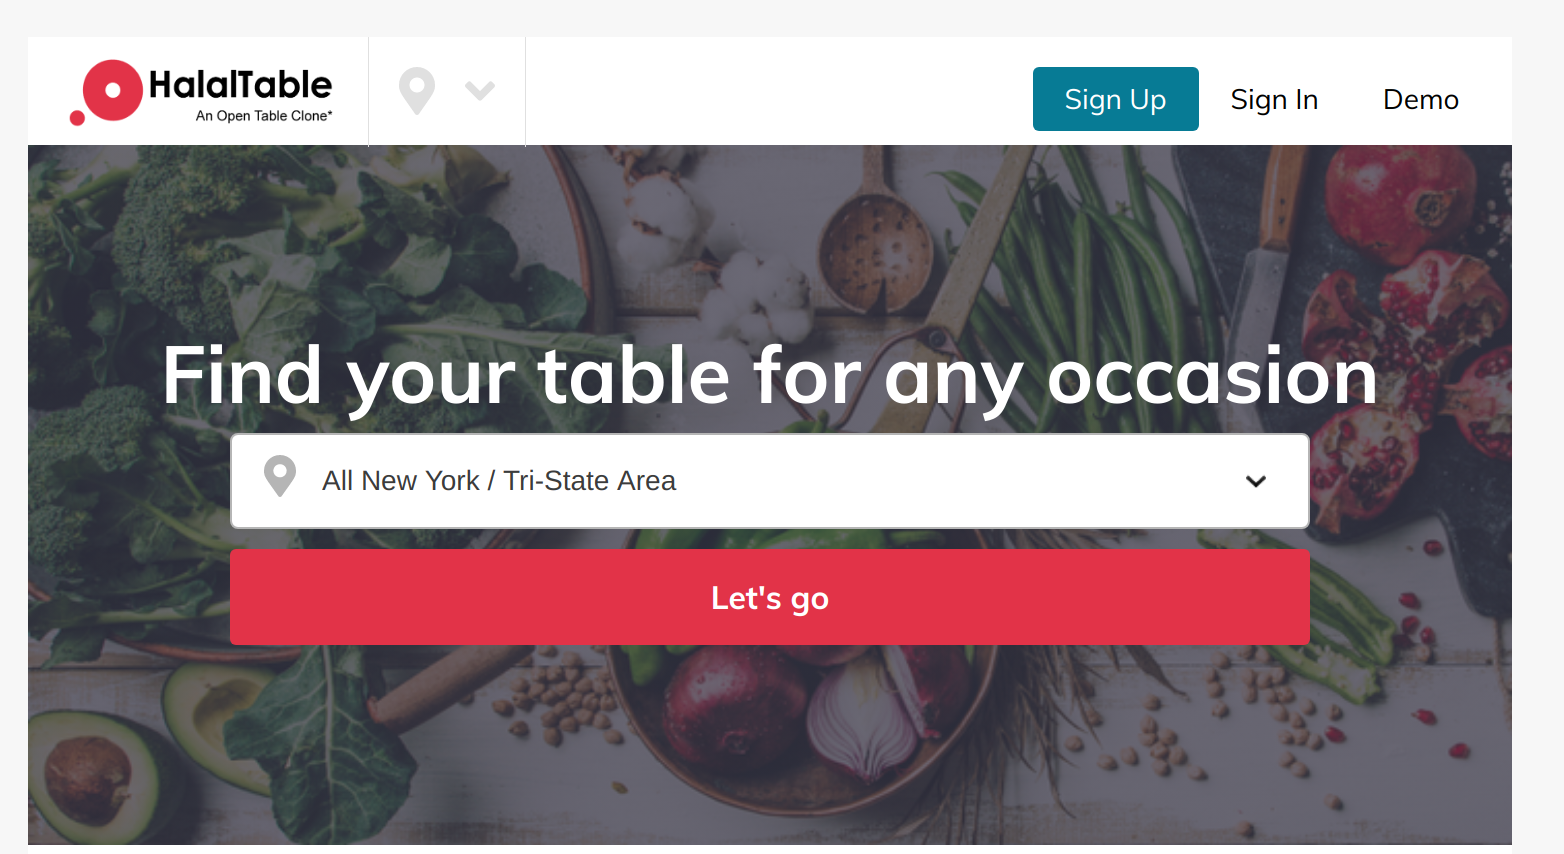 HalalTable
An Open Table Clone*
Sign Up
Sign In
Demo
Find your table for any occasion
All New York / Tri-State Area
Let's go